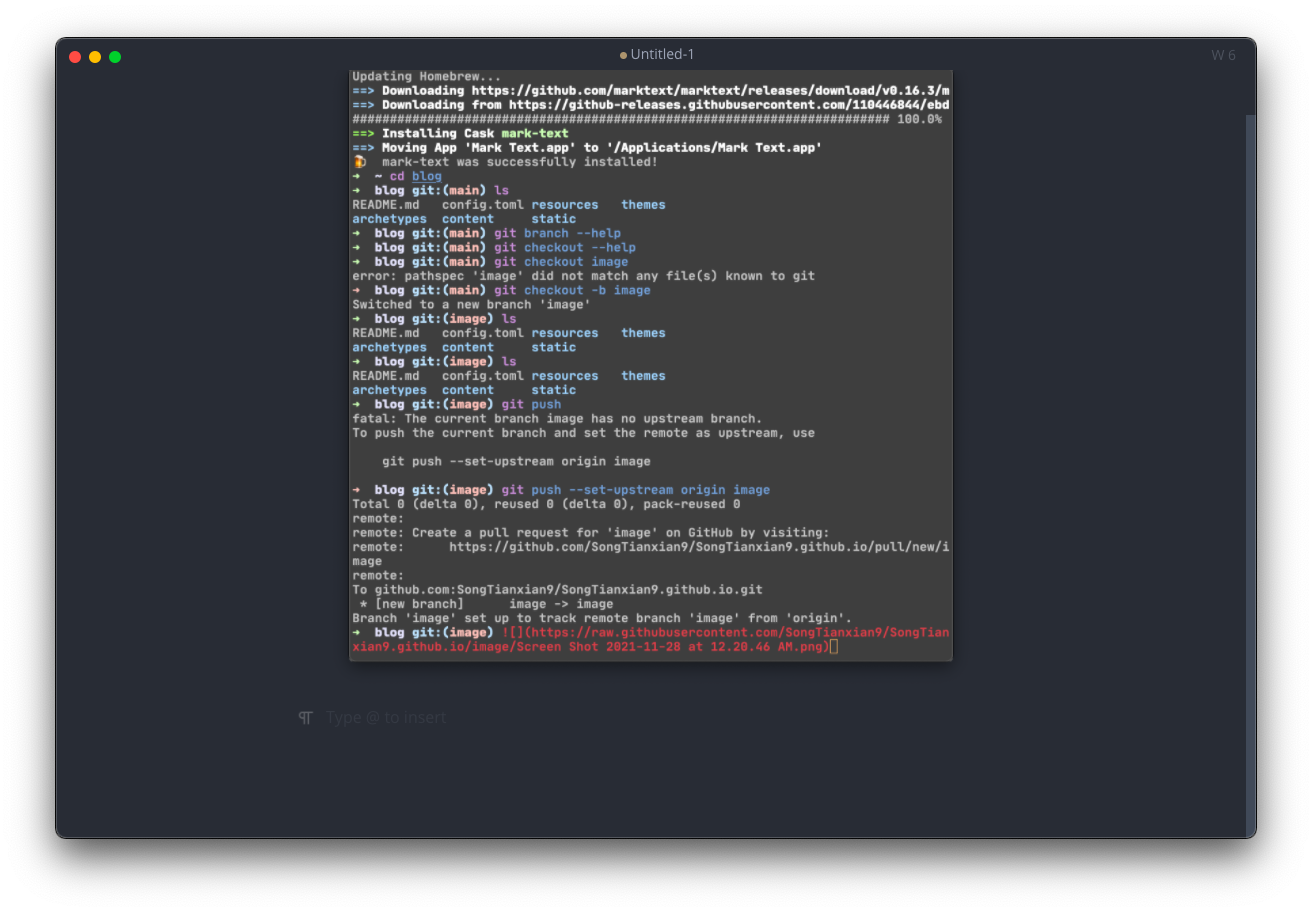 Untitled-1
W 6
Updating Homebrew...
==> Downloading https://github.com/marktext/marktext/releases/download/v0.16.3/m
==> Downloading from https://github-releases.githubusercontent.com/110446844/ebd
######################################################################## 100.0%
==> Installing Cask mark-text
==> Moving App 'Mark Text.app' to '/Applications/Mark Text.app'
🍺  mark-text was successfully installed!
➜  ~ cd blog
➜  blog git:(main) ls
README.md   config.toml resources   themes
archetypes  content     static
➜  blog git:(main) git branch --help
➜  blog git:(main) git checkout --help
➜  blog git:(main) git checkout image
error: pathspec 'image' did not match any file(s) known to git
➜  blog git:(main) git checkout -b image
Switched to a new branch 'image'
➜  blog git:(image) ls
README.md   config.toml resources   themes
archetypes  content     static
➜  blog git:(image) ls
README.md   config.toml resources   themes
archetypes  content     static
➜  blog git:(image) git push
fatal: The current branch image has no upstream branch.
To push the current branch and set the remote as upstream, use
    git push --set-upstream origin image
➜  blog git:(image) git push --set-upstream origin image
Total 0 (delta 0), reused 0 (delta 0), pack-reused 0
remote:
remote: Create a pull request for 'image' on GitHub by visiting:
remote:      https://github.com/SongTianxian9/SongTianxian9.github.io/pull/new/i
mage
remote:
To github.com:SongTianxian9/SongTianxian9.github.io.git
 * [new branch]      image -> image
Branch 'image' set up to track remote branch 'image' from 'origin'.
➜  blog git:(image) ![](https://raw.githubusercontent.com/SongTianxian9/SongTian
xian9.github.io/image/Screen Shot 2021-11-28 at 12.20.46 AM.png)
Type @ to insert